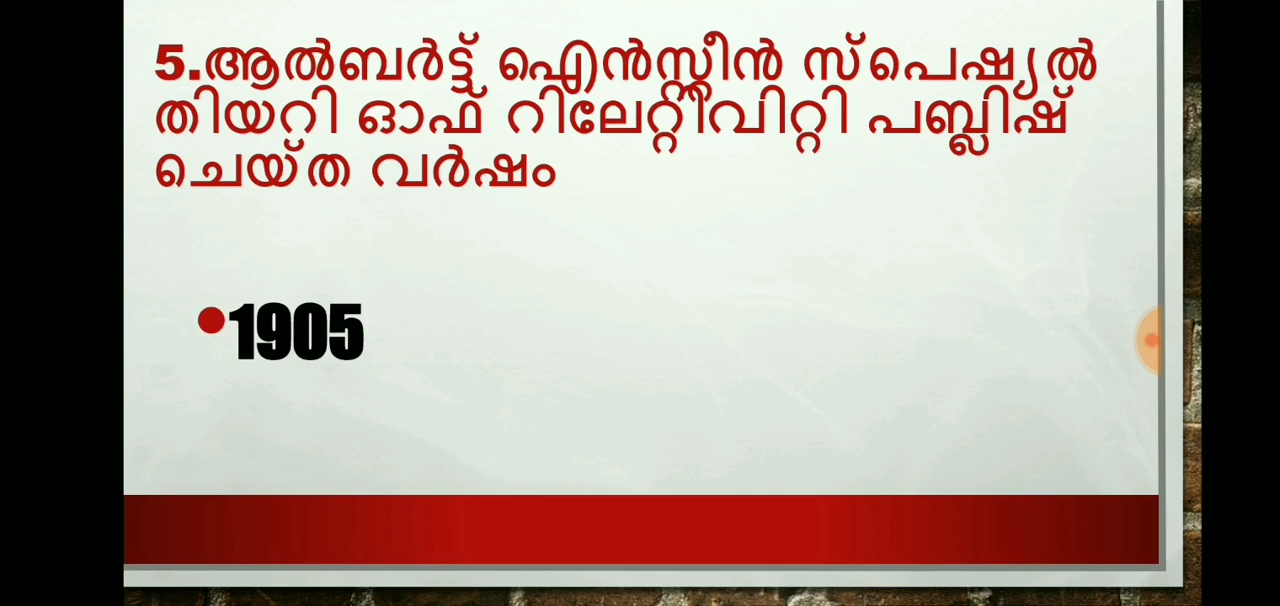 5.ആൽബർട്ട് ഐൻസ്റ്റീൻ സ്പെഷ്യൽ
തിയറി ഓഫ് റിലേറ്റീവിറ്റി പബ്ലിഷ്
ചെയ്ത വർഷം
•1905